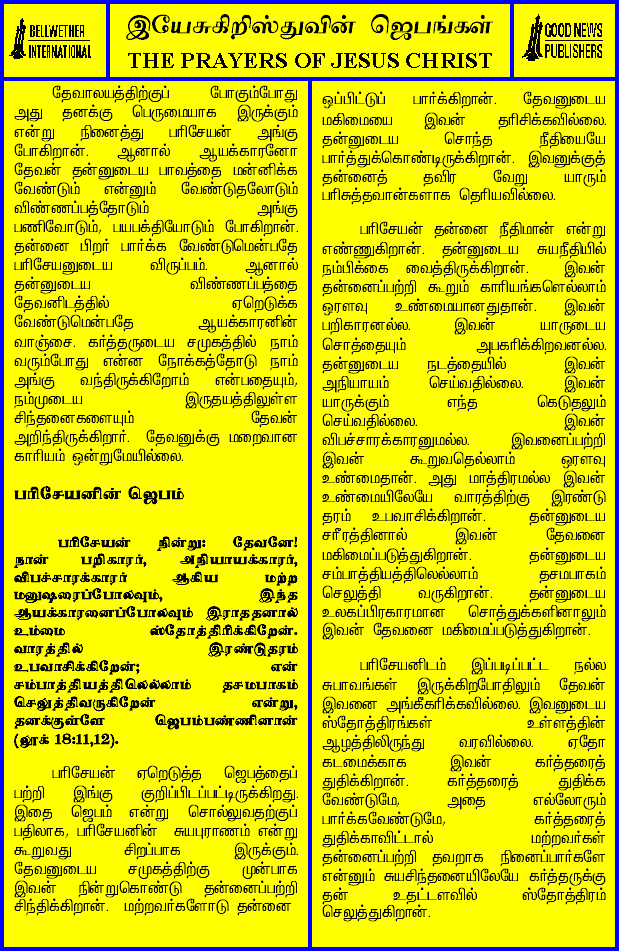 BELLWETHER
INTERNATIONAL
இயேசுகிறிஸ்துவின் ஜெபங்கள்
THE PRAYERS OF JESUS CHRIST
GOOD NEWS
PUBLISHERS
தேவாலயத்திற்குப் போகும்போது
அது தனக்கு பெருமையாக இருக்கும்
என்று நினைத்து பரிசேயன் அங்கு
போகிறான். ஆனால் ஆயக்காரனோ
தேவன் தன்னுடைய பாவத்தை மன்னிக்க
வேண்டும் என்னும் வேண்டுதலோடும்
விண்ணப்பத்தோடும் அங்கு
பணிவோடும், பயபக்தியோடும் போகிறான்.
தன்னை பிறர் பார்க்க வேண்டுமென்பதே
பரிசேயனுடைய விருப்பம். ஆனால்
தன்னுடைய விண்ணப்பத்தை
தேவனிடத்தில் ஏறெடுக்க
வேண்டுமென்பதே ஆயக்காரனின்
வாஞ்சை. கர்த்தருடைய சமுகத்தில் நாம்
வரும்போது என்ன நோக்கத்தோடு நாம்
அங்கு வந்திருக்கிறோம் என்பதையும்,
நம்முடைய இருதயத்திலுள்ள
சிந்தனைகளையும் தேவன்
அறிந்திருக்கிறார். தேவனுக்கு மறைவான
காரியம் ஒன்றுமேயில்லை.
பரிசேயனின் ஜெபம்
பரிசேயன் நின்று: தேவனே!
நான் பறிகாரர், அநியாயக்காரர்,
விபச்சாரக்காரர் ஆகிய மற்ற
மனுஷரைப்போலவும், இந்த
ஆயக்காரனைப்போலவும் இராததனால்
உம்மை ஸ்தோத்திரிக்கிறேன்.
வாரத்தில் இரண்டுதரம்
உபவாசிக்கிறேன்; என்
சம்பாத்தியத்திலெல்லாம் தசமபாகம்
செலுத்திவருகிறேன் என்று,
தனக்குள்ளே ஜெபம்பண்ணினான்
(லூக் 18:11,12).
பரிசேயன் ஏறெடுத்த ஜெபத்தைப்
பற்றி இங்கு குறிப்பிடப்பட்டிருக்கிறது.
இதை ஜெபம் என்று சொல்லுவதற்குப்
பதிலாக, பரிசேயனின் சுயபுராணம் என்று
கூறுவது சிறப்பாக இருக்கும்.
தேவனுடைய சமுகத்திற்கு முன்பாக
இவன் நின்றுகொண்டு தன்னைப்பற்றி
சிந்திக்கிறான். மற்றவர்களோடு தன்னை
ஒப்பிட்டுப் பார்க்கிறான். தேவனுடைய
மகிமையை இவன் தரிசிக்கவில்லை.
தன்னுடைய சொந்த நீதியையே
பார்த்துக்கொண்டிருக்கிறான். இவனுக்குத்
தன்னைத் தவிர வேறு யாரும்
பரிசுத்தவான்களாக தெரியவில்லை.
பரிசேயன் தன்னை நீதிமான் என்று
எண்ணுகிறான். தன்னுடைய சுயநீதியில்
நம்பிக்கை வைத்திருக்கிறான். இவன்
தன்னைப்பற்றி கூறும் காரியங்களெல்லாம்
ஓரளவு உண்மையானதுதான். இவன்
பறிகாரனல்ல. இவன் யாருடைய
சொத்தையும் அபகரிக்கிறவனல்ல.
தன்னுடைய நடத்தையில் இவன்
அநியாயம் செய்வதில்லை. இவன்
யாருக்கும் எந்த கெடுதலும்
செய்வதில்லை. இவன்
விபச்சாரக்காரனுமல்ல. இவனைப்பற்றி
இவன் கூறுவதெல்லாம் ஓரளவு
உண்மைதான். அது மாத்திரமல்ல இவன்
உண்மையிலேயே வாரத்திற்கு இரண்டு
தரம் உபவாசிக்கிறான். தன்னுடைய
சரீரத்தினால் இவன் தேவனை
மகிமைப்படுத்துகிறான். தன்னுடைய
சம்பாத்தியத்திலெல்லாம் தசமபாகம்
செலுத்தி வருகிறான். தன்னுடைய
உலகப்பிரகாரமான சொத்துக்களினாலும்
இவன் தேவனை மகிமைப்படுத்துகிறான்.
பரிசேயனிடம் இப்படிப்பட்ட நல்ல
சுபாவங்கள் இருக்கிறபோதிலும் தேவன்
இவனை அங்கீகரிக்கவில்லை. இவனுடைய
ஸ்தோத்திரங்கள் உள்ளத்தின்
ஆழத்திலிருந்து வரவில்லை. ஏதோ
கடமைக்காக இவன் கர்த்தரைத்
துதிக்கிறான். கர்த்தரைத் துதிக்க
வேண்டுமே, அதை எல்லோரும்
பார்க்கவேண்டுமே, கர்த்தரைத்
துதிக்காவிட்டால் மற்றவர்கள்
தன்னைப்பற்றி தவறாக நினைப்பார்களே
என்னும் சுயசிந்தனையிலேயே கர்த்தருக்கு
தன் உதட்டளவில் ஸ்தோத்திரம்
செலுத்துகிறான்.